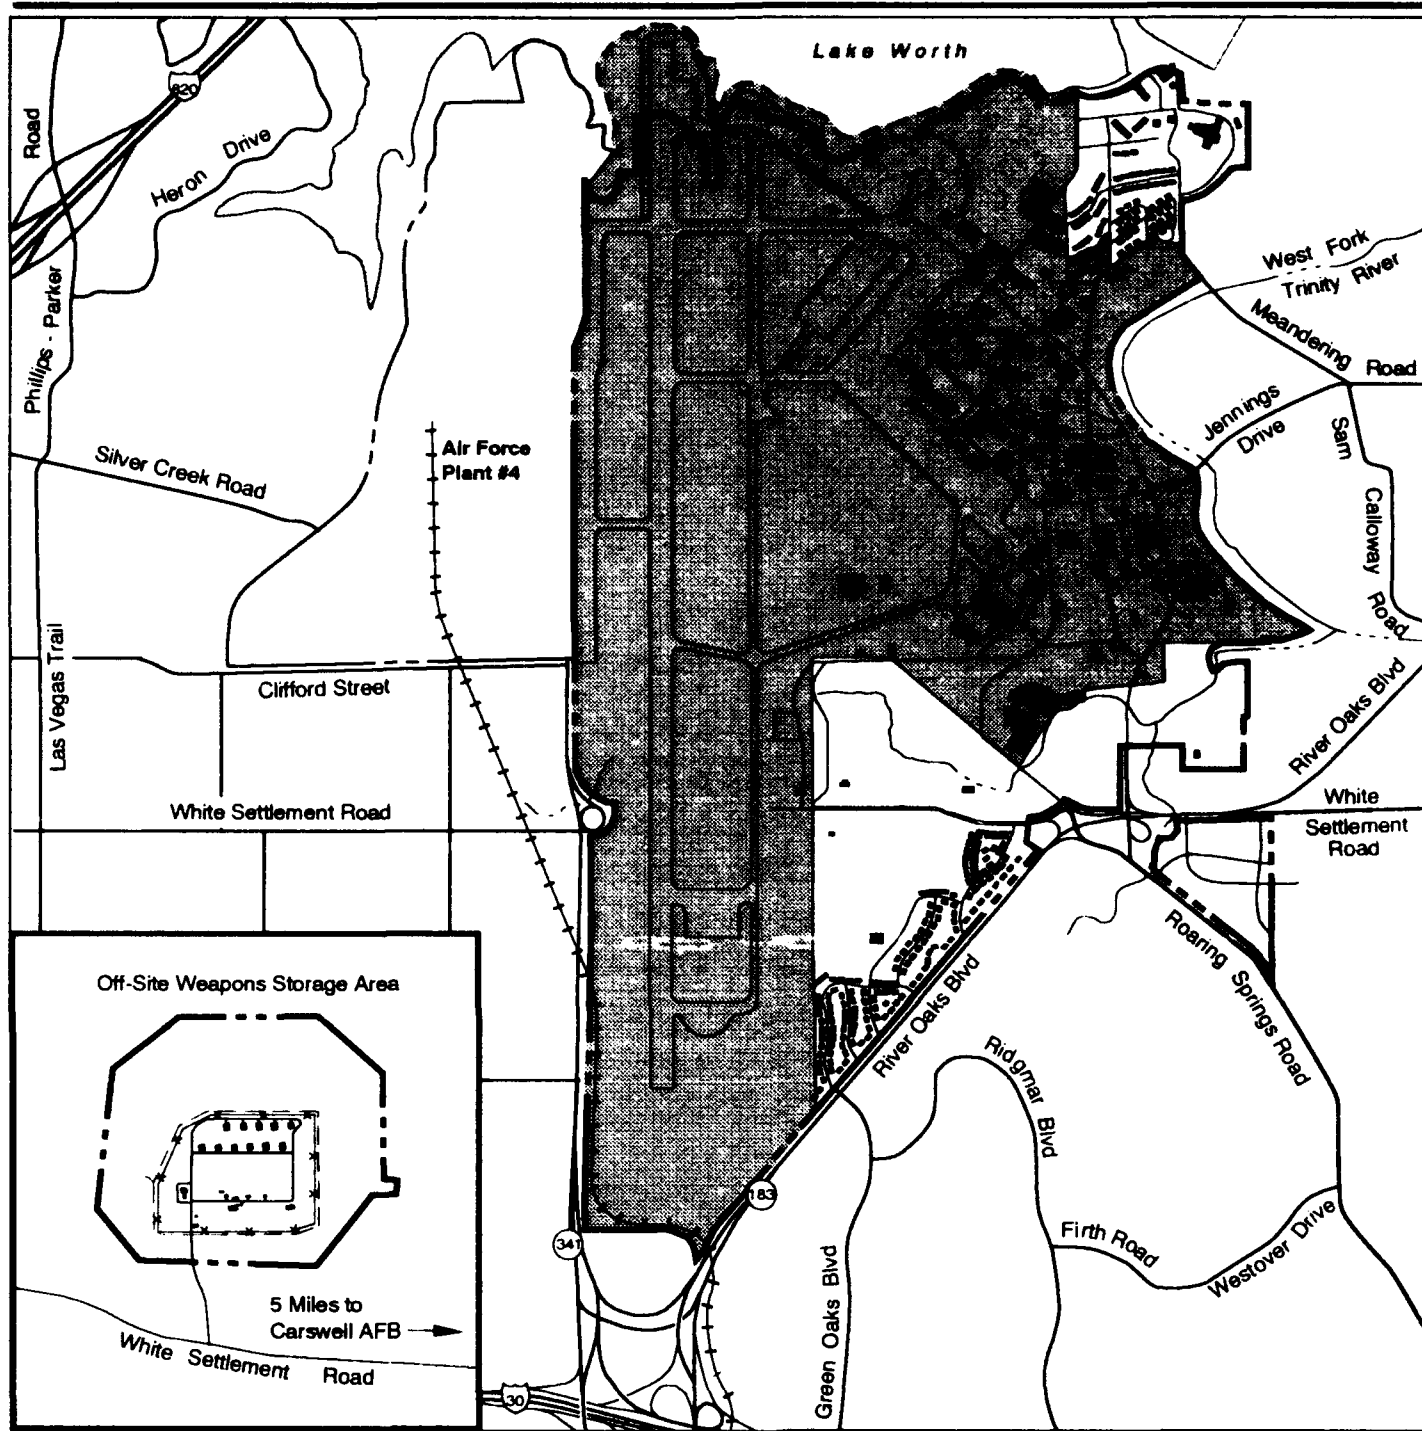 Lake Worth
820
Road
Heron Drive
Phillips - Parker
West Fork
Trinity River
Meandering
Road
Jennings
Drive
Sam
Calloway
Road
Air Force
Plant #4
Silver Creek Road
Las Vegas Trail
Clifford Street
River Oaks Blvd
White Settlement Road
White
Settlement
Road
Roaring Springs Road
River Oaks Blvd
Ridgmar Blvd
Off-Site Weapons Storage Area
183
341
Firth Road
Westover Drive
Green Oaks Blvd
5 Miles to
Carswell AFB
White Settlement Road
30